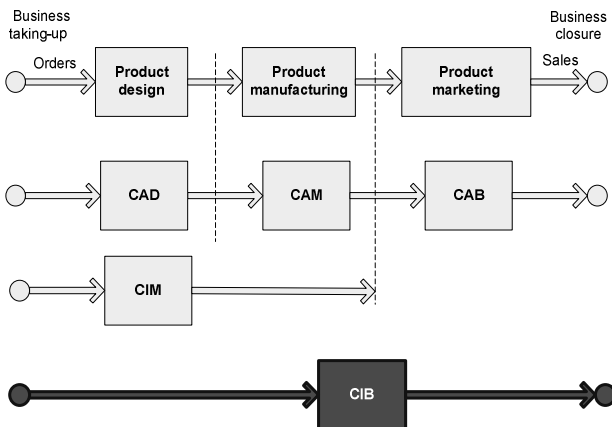 Business
taking-up
Business
closure
Orders
Sales
Product
design
Product
manufacturing
Product
marketing
CAD
CAM
CAB
CIM
CIB